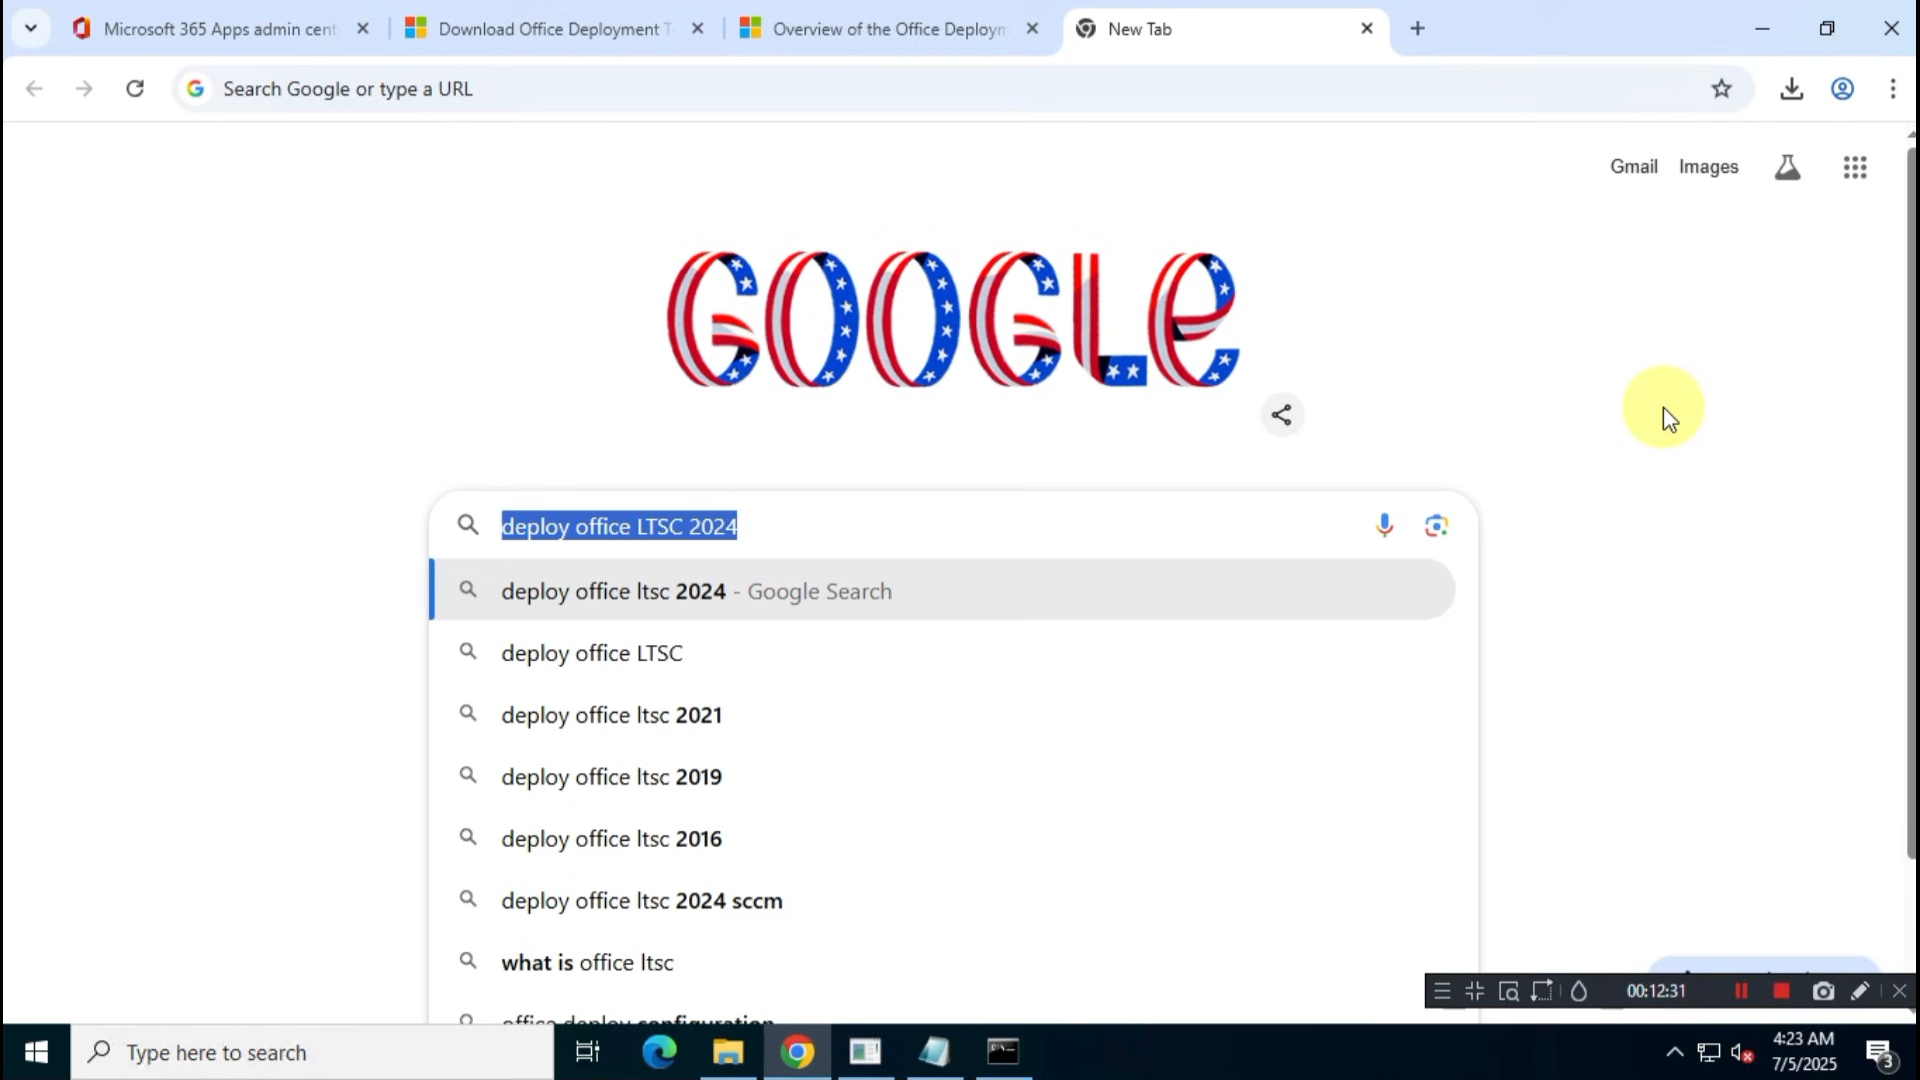 Microsoft 365 Apps admin cent
Download Office Deployment T
Overview of the Office Deploym
New Tab
Search Google or type a URL
Gmail
Images
GOOGLE
deploy office LTSC 2024
deploy office ltsc 2024 - Google Search
deploy office LTSC
deploy office ltsc 2021
deploy office ltsc 2019
deploy office ltsc 2016
deploy office ltsc 2024 sccm
what is office ltsc
office deploy configuration
00:12:31
Type here to search
4:23 AM
7/5/2025
3